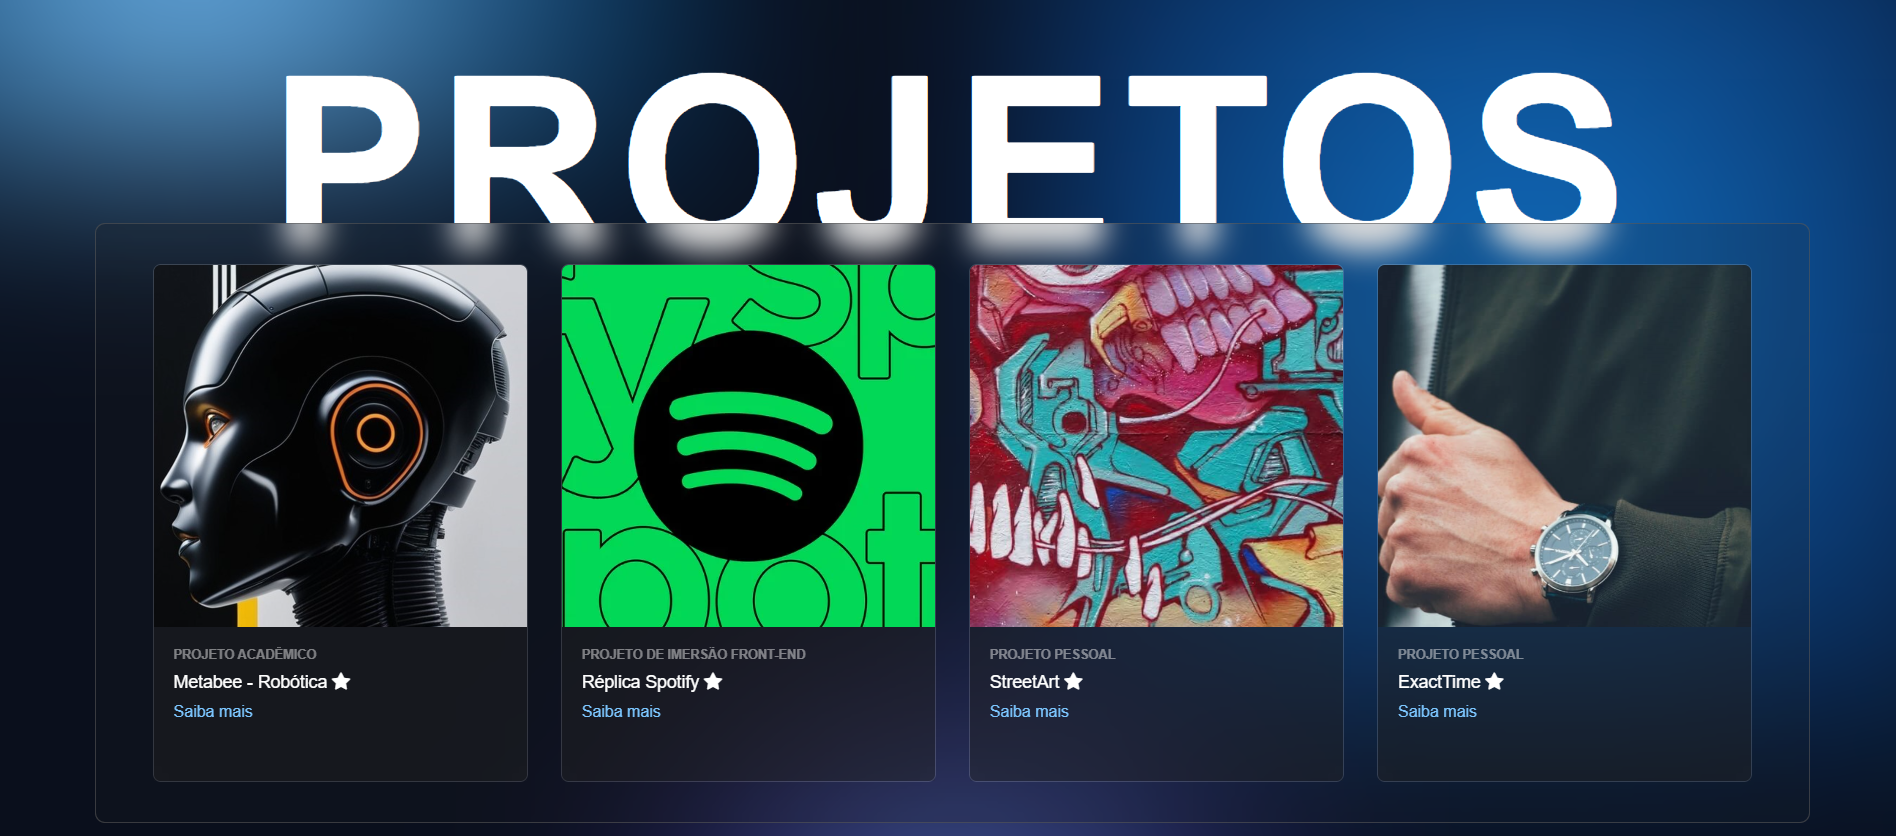 PROJETOS
PROJETO ACADÊMICO
Metabee - Robótica
Saiba mais
PROJETO DE IMERSÃO FRONT-END
Réplica Spotify
Saiba mais
PROJETO PESSOAL
StreetArt
Saiba mais
PROJETO PESSOAL
ExactTime
Saiba mais